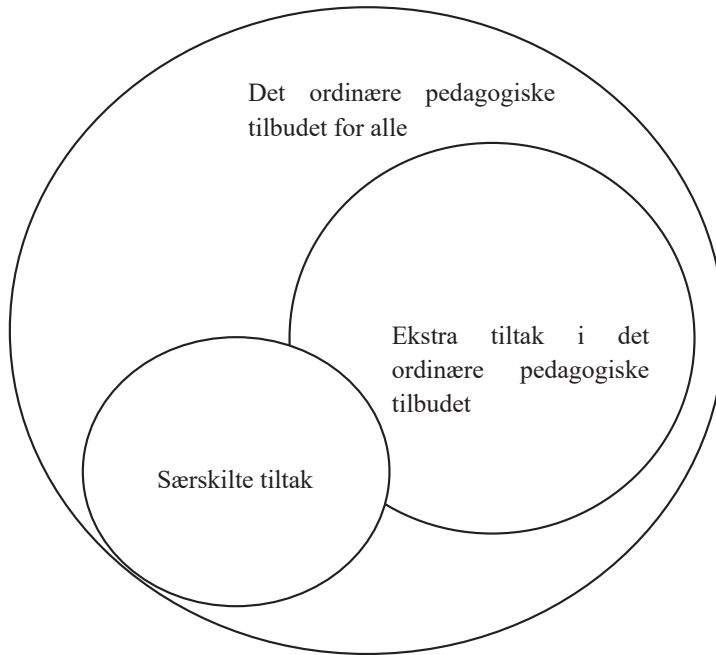 Det ordinære pedagogiske
tilbudet for alle
Ekstra tiltak i det
ordinære pedagogiske
tilbudet
Særskilte tiltak